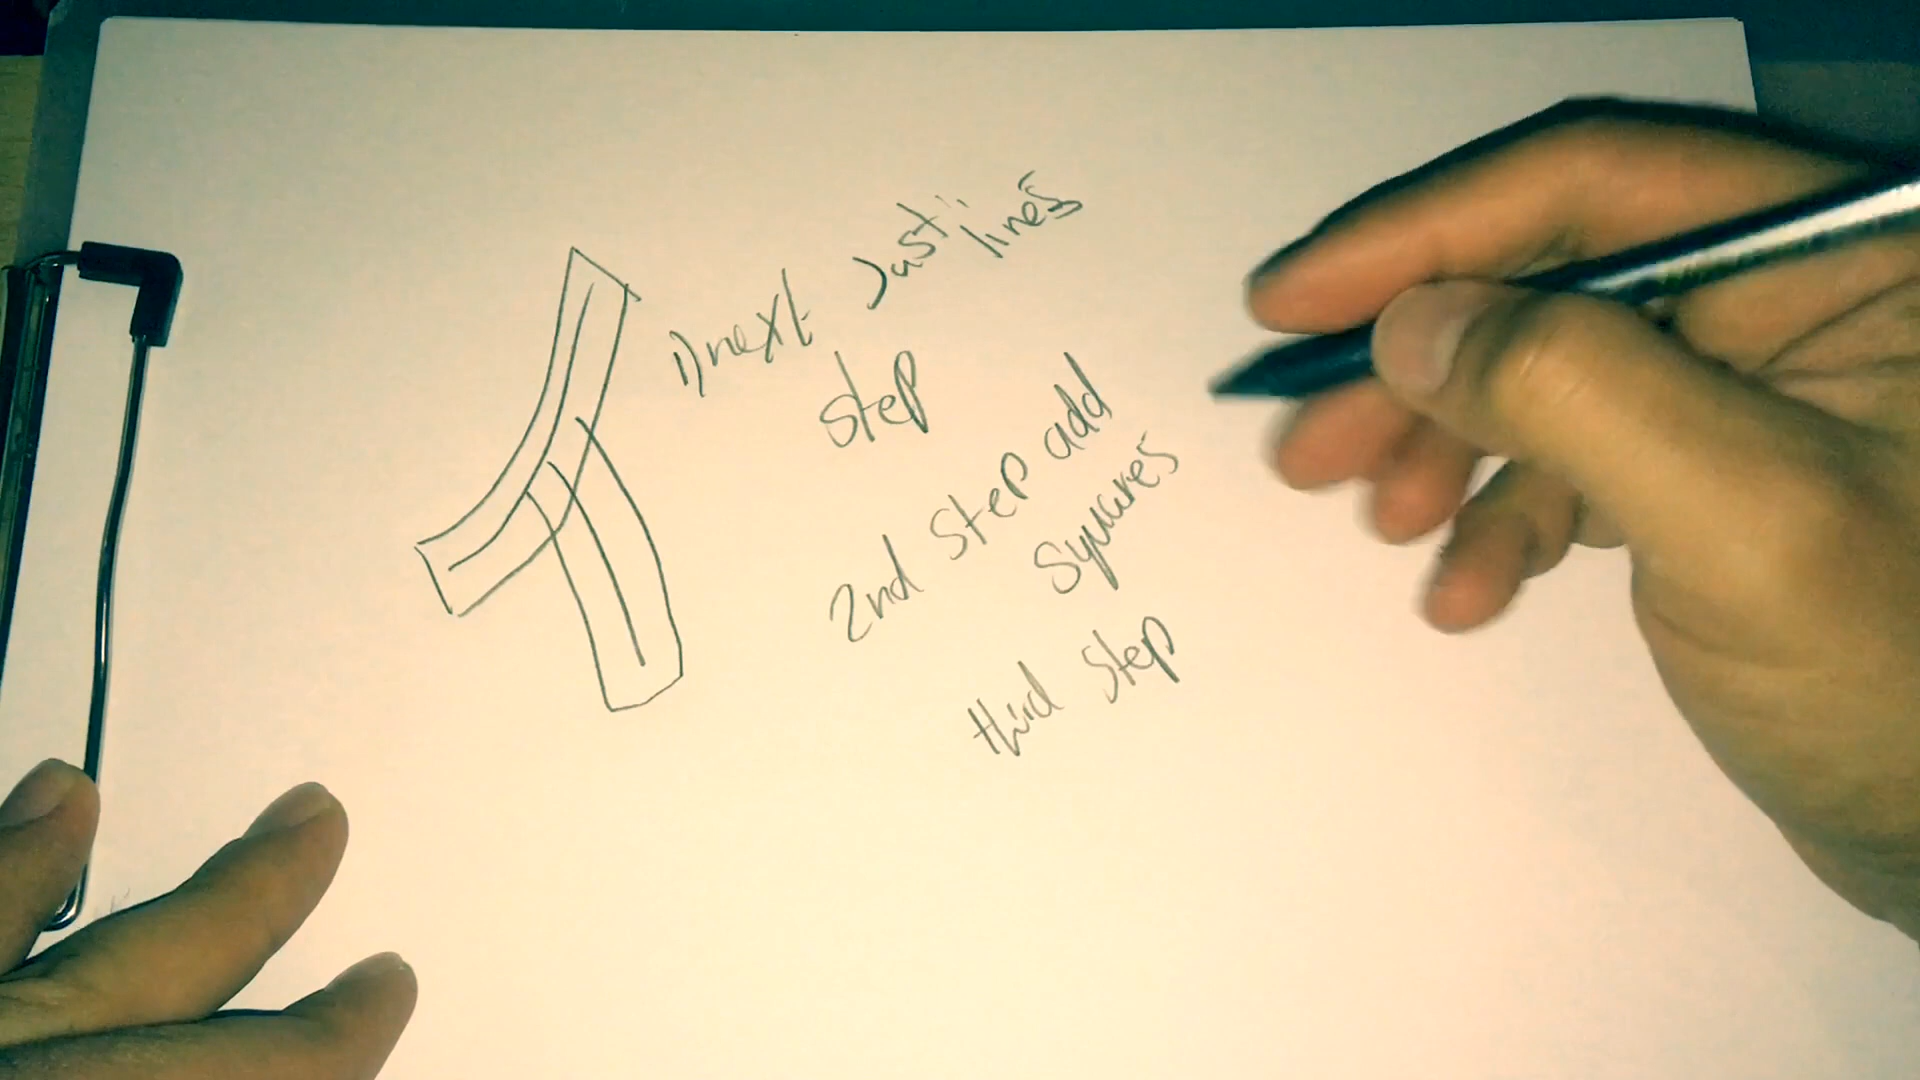 1) next Just "lines
step
2nd Step add
Squares
third Step